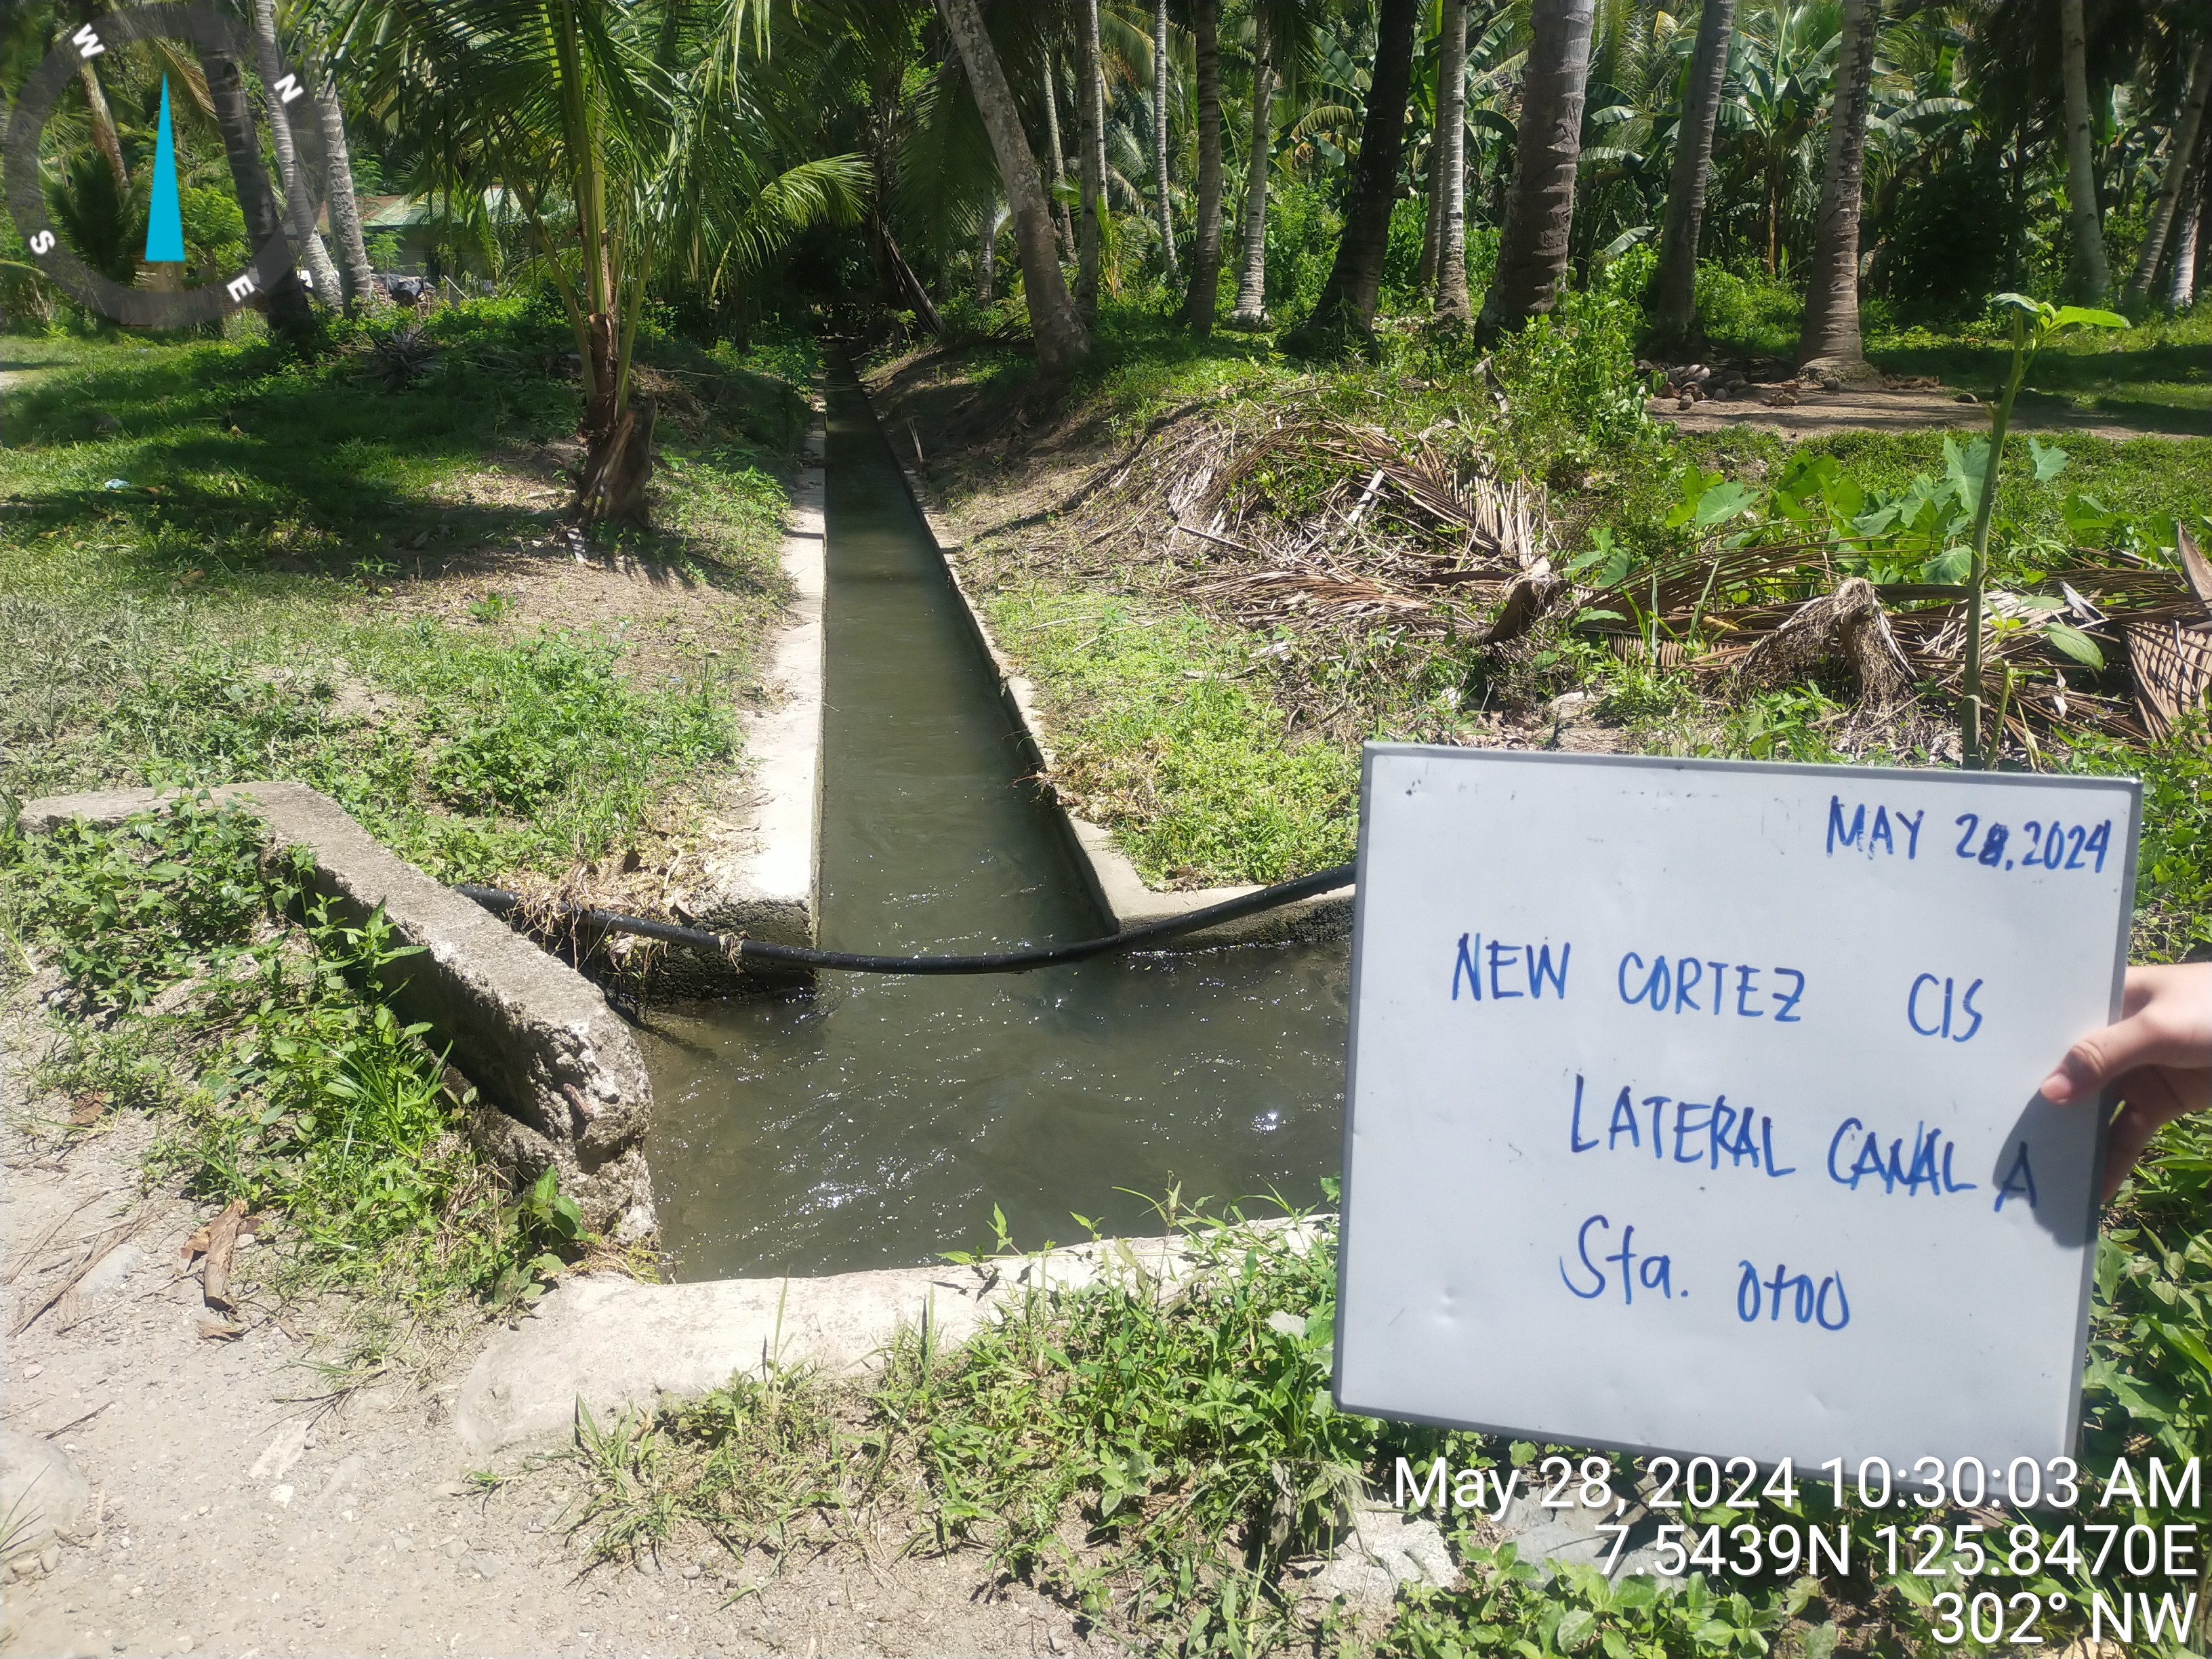 W
N
S
E
MAY 28, 2024
NEW CORTEZ CIS
LATERAL CANAL A
Sta. 0+00
May 28, 2024 10:30:03 AM
7.5439N 125.8470E
302° NW